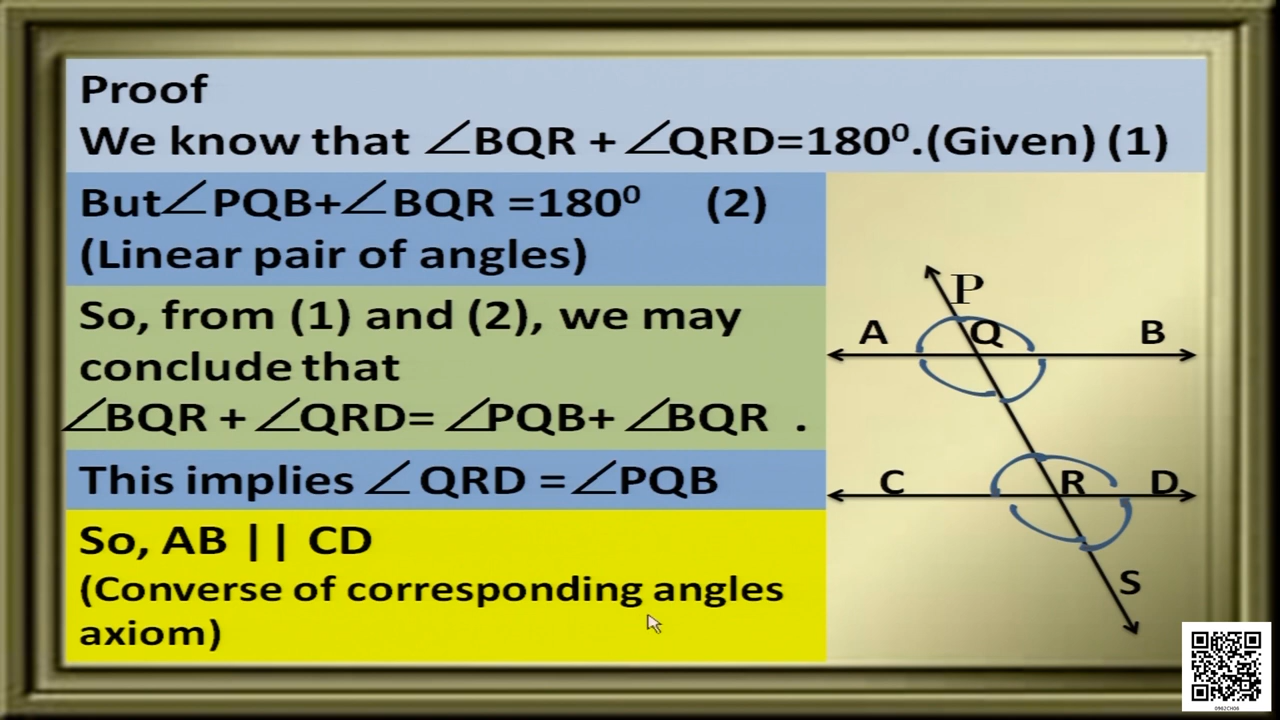 Proof
We know that ∠BQR + ∠QRD=180⁰.(Given) (1)
But∠PQB+∠BQR =180⁰ (2)
(Linear pair of angles)
So, from (1) and (2), we may
conclude that
∠BQR + ∠QRD= ∠PQB+ ∠BQR .
This implies ∠QRD =∠PQB
So, AB || CD
(Converse of corresponding angles
axiom)
P
A Q B
C R D
S
0962CH06